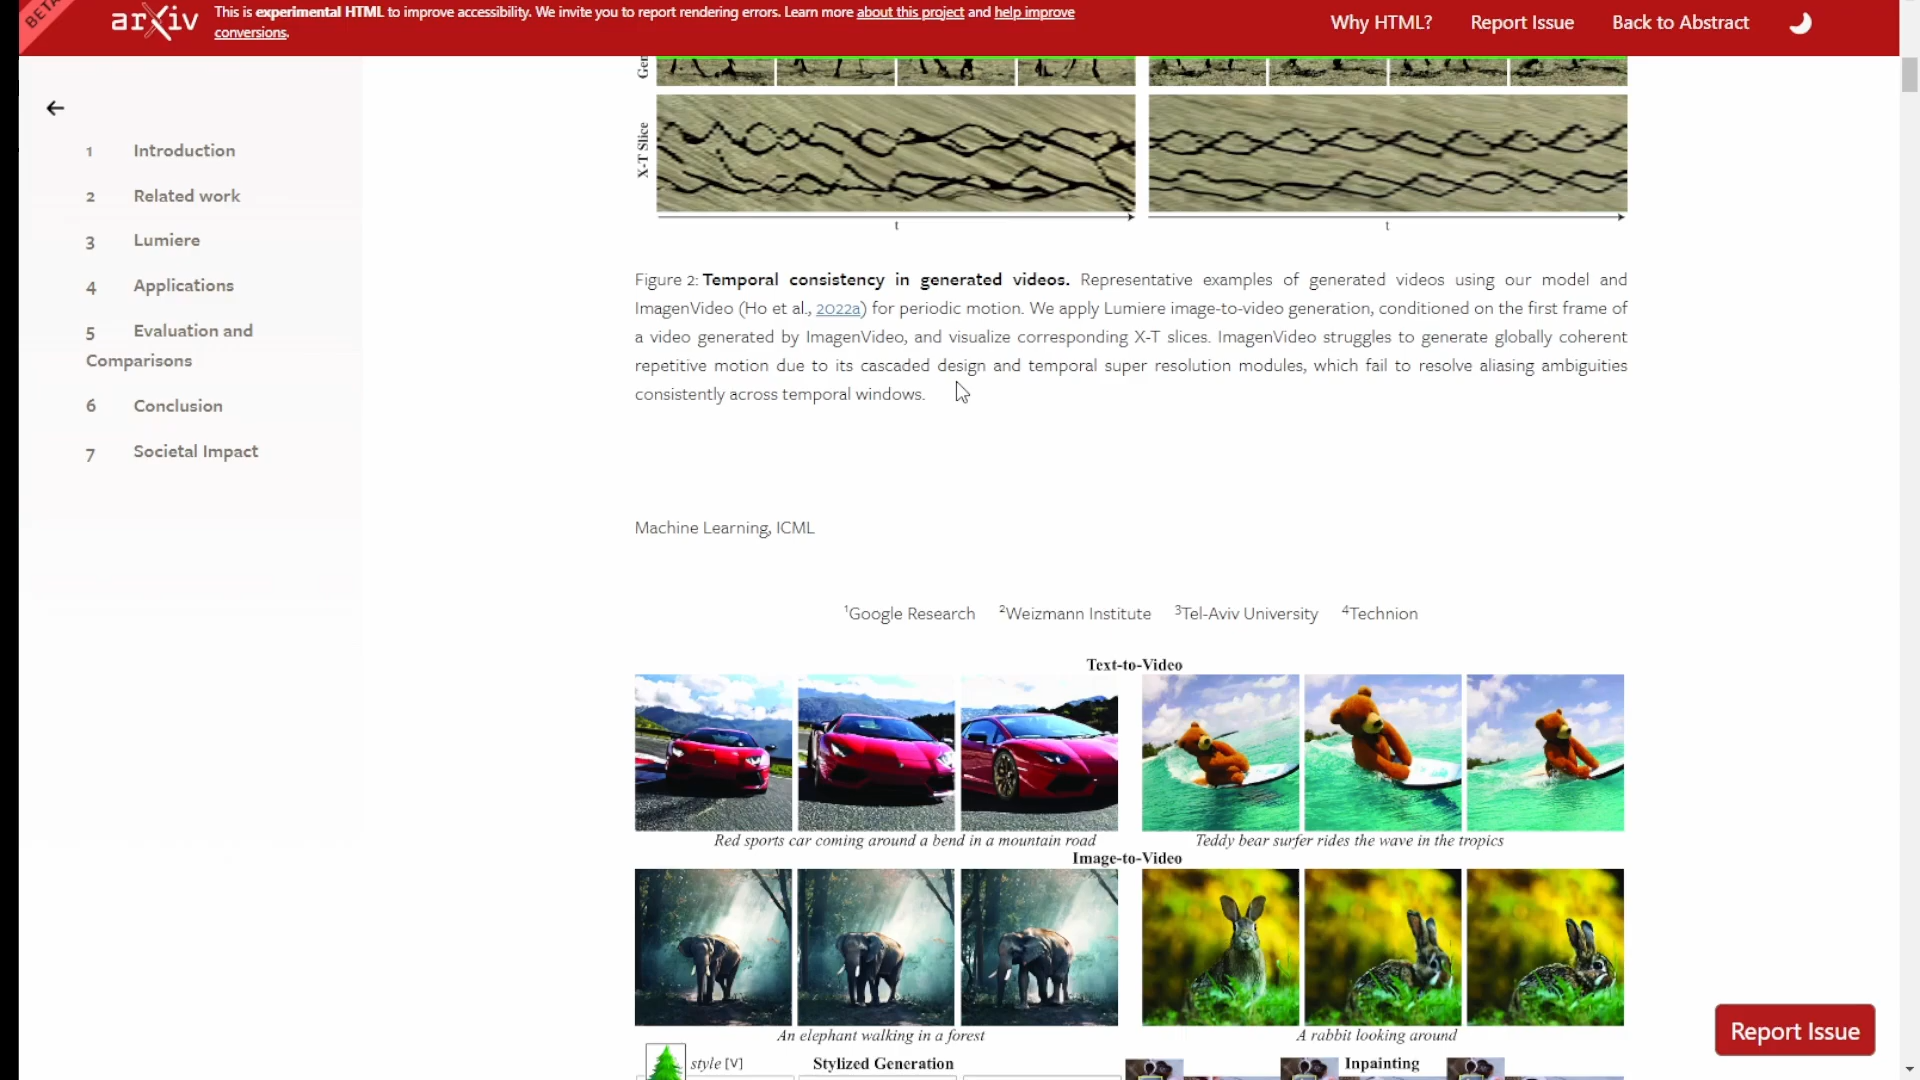 BETA
arXiv
This is experimental HTML to improve accessibility. We invite you to report rendering errors. Learn more about this project and help improve
conversions.
Why HTML?
Report Issue
Back to Abstract
1 Introduction
2 Related work
3 Lumiere
4 Applications
5 Evaluation and
Comparisons
6 Conclusion
7 Societal Impact
X-T Slice
t
t
Figure 2: Temporal consistency in generated videos. Representative examples of generated videos using our model and
ImagenVideo (Ho et al., 2022a) for periodic motion. We apply Lumiere image-to-video generation, conditioned on the first frame of
a video generated by ImagenVideo, and visualize corresponding X-T slices. ImagenVideo struggles to generate globally coherent
repetitive motion due to its cascaded design and temporal super resolution modules, which fail to resolve aliasing ambiguities
consistently across temporal windows.
Machine Learning, ICML
1Google Research 2Weizmann Institute 3Tel-Aviv University 4Technion
Text-to-Video
Red sports car coming around a bend in a mountain road
Teddy bear surfer rides the wave in the tropics
Image-to-Video
An elephant walking in a forest
A rabbit looking around
style [V]
Stylized Generation
Inpainting
Report Issue